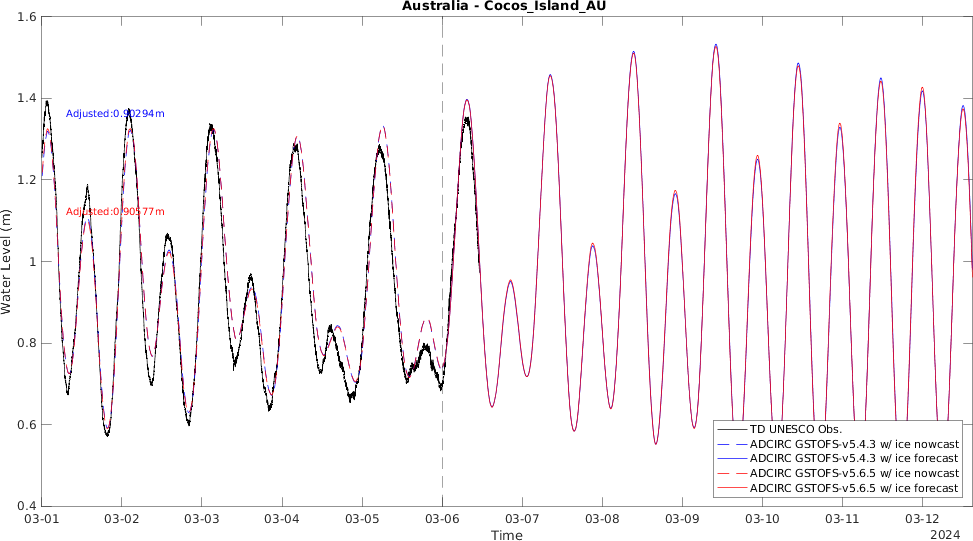 Australia - Cocos_Island_AU
1.6
1.4
1.2
1
0.8
0.6
0.4
Water Level (m)
Adjusted:0.90294m
Adjusted:0.90577m
TD UNESCO Obs.
ADCIRC GSTOFS-v5.4.3 w/ ice nowcast
ADCIRC GSTOFS-v5.4.3 w/ ice forecast
ADCIRC GSTOFS-v5.6.5 w/ ice nowcast
ADCIRC GSTOFS-v5.6.5 w/ ice forecast
03-01 03-02 03-03 03-04 03-05 03-06 03-07 03-08 03-09 03-10 03-11 03-12
Time
2024